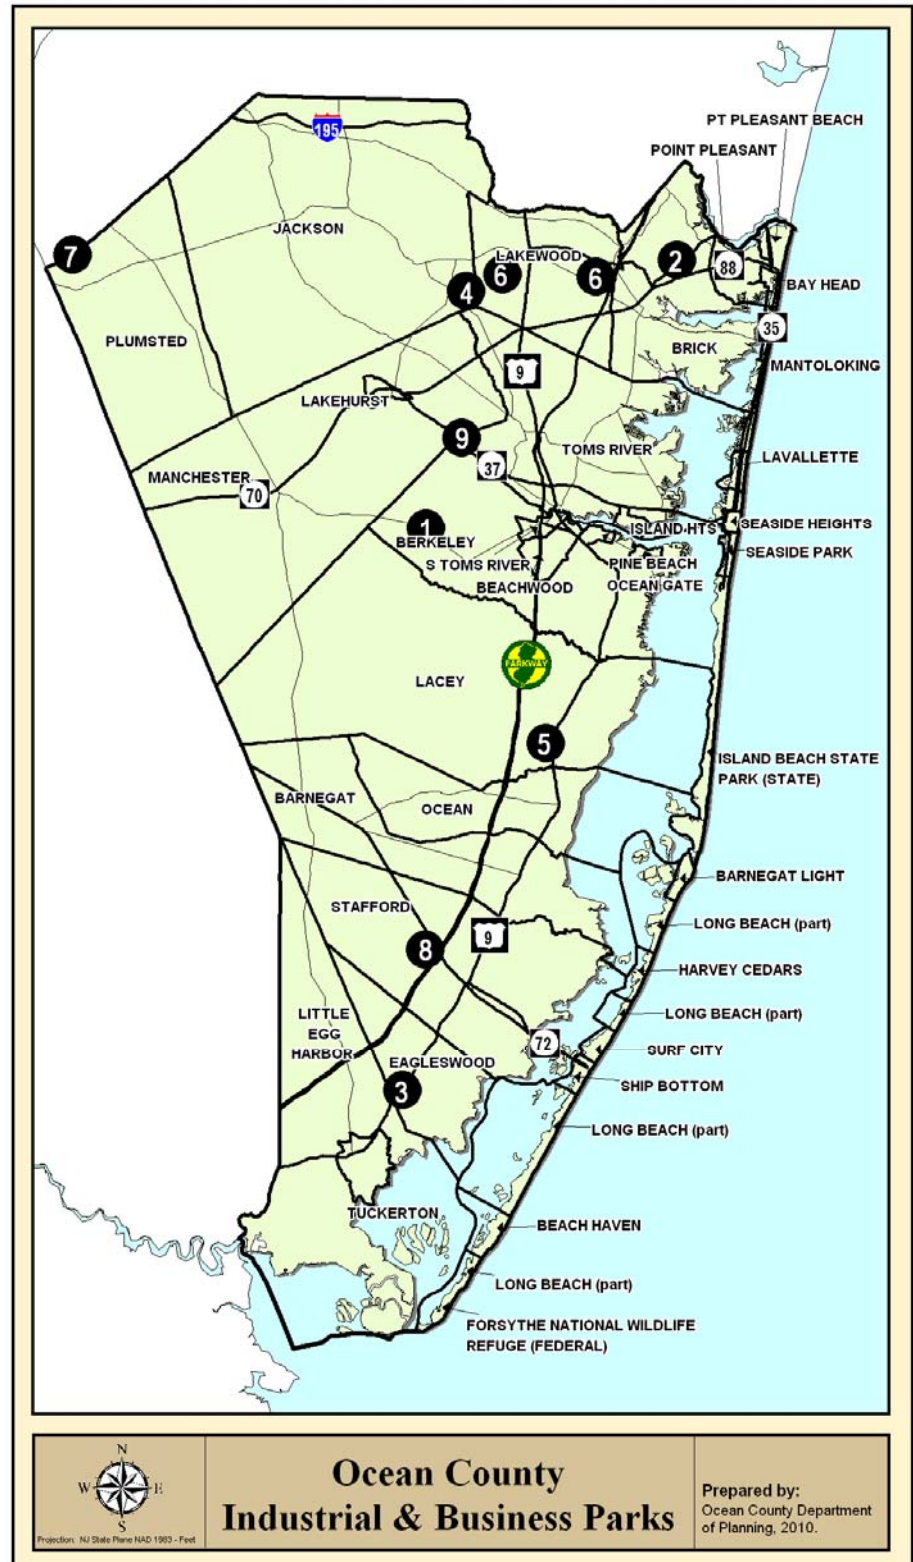 PT PLEASANT BEACH
POINT PLEASANT
195
JACKSON
7
LAKEWOOD
6
6
2
88
4
BAY HEAD
35
PLUMSTED
BRICK
9
MANTOLOKING
LAKEHURST
9
TOMS RIVER
LAVALLETTE
37
MANCHESTER
70
1
BERKELEY
ISLAND HTS
SEASIDE HEIGHTS
SEASIDE PARK
S TOMS RIVER
PINE BEACH
BEACHWOOD
OCEAN GATE
PARKWAY
LACEY
5
ISLAND BEACH STATE
PARK (STATE)
BARNEGAT
OCEAN
BARNEGAT LIGHT
STAFFORD
LONG BEACH (part)
9
8
HARVEY CEDARS
LITTLE
EGG
HARBOR
LONG BEACH (part)
72
SURF CITY
EAGLESWOOD
SHIP BOTTOM
3
LONG BEACH (part)
TUCKERTON
BEACH HAVEN
LONG BEACH (part)
FORSYTHE NATIONAL WILDLIFE
REFUGE (FEDERAL)
N
W E
S
Projection: NJ State Plane NAD 1983 - Feet
Ocean County
Industrial & Business Parks
Prepared by:
Ocean County Department
of Planning, 2010.